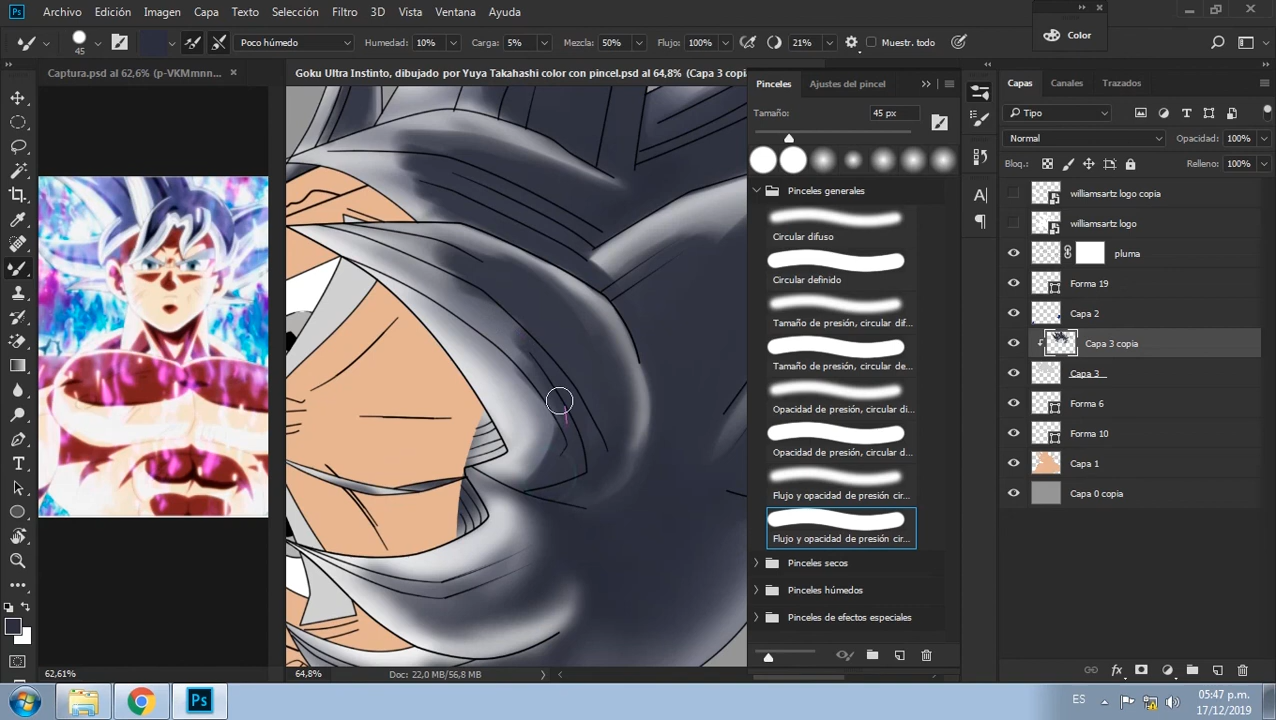 Ps Archivo Edición Imagen Capa Texto Selección Filtro 3D Vista Ventana Ayuda
45 Poco húmedo Humedad: 10% Carga: 5% Mezcla: 50% Flujo: 100% 21% Muestr. todo
Color
Captura.psd al 62,6% (p-VKMmnn...
Goku Ultra Instinto, dibujado por Yuya Takahashi color con pincel.psd al 64,8% (Capa 3 copia
Pinceles Ajustes del pincel
Tamaño: 45 px
Pinceles generales
Circular difuso
Circular definido
Tamaño de presión, circular dif...
Tamaño de presión, circular de...
Opacidad de presión, circular di...
Opacidad de presión, circular d...
Flujo y opacidad de presión cir...
Flujo y opacidad de presión cir...
Pinceles secos
Pinceles húmedos
Pinceles de efectos especiales
Capas Canales Trazados
Tipo
Normal Opacidad: 100%
Bloq.: Relleno: 100%
williamsartz logo copia
williamsartz logo
pluma
Forma 19
Capa 2
Capa 3 copia
Capa 3
Forma 6
Forma 10
Capa 1
Capa 0 copia
62,61%
64,8% Doc: 22,0 MB/56,8 MB
Ps
ES
05:47 p.m.
17/12/2019